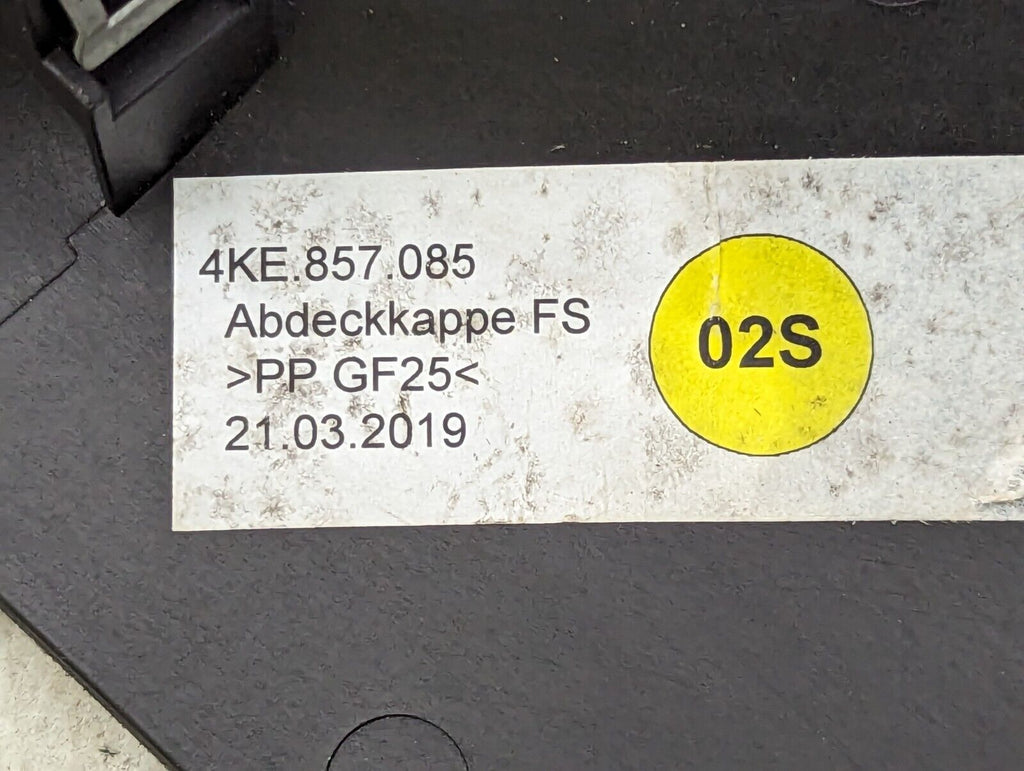 4KE.857.085
Abdeckkappe FS
>PP GF25<
21.03.2019
02S